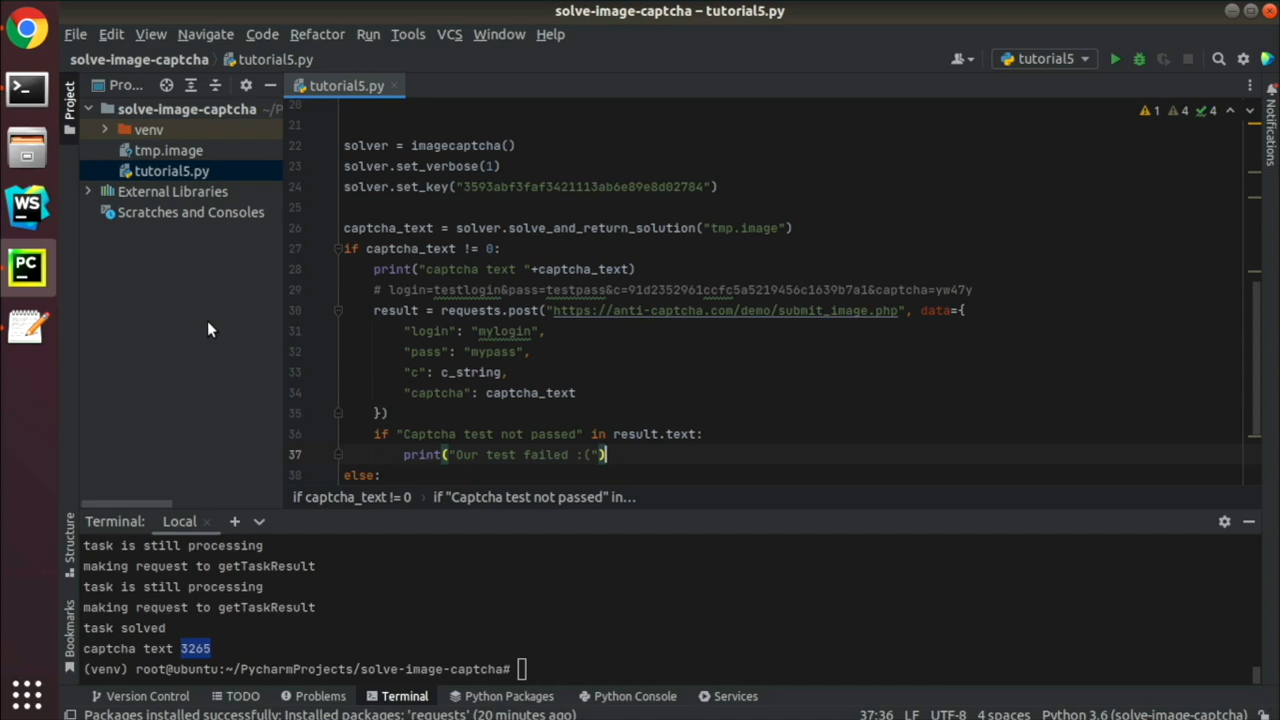 solve-image-captcha – tutorial5.py
File Edit View Navigate Code Refactor Run Tools VCS Window Help
solve-image-captcha tutorial5.py tutorial5
Project Pro... tutorial5.py
solve-image-captcha ~/P
venv
tmp.image
tutorial5.py
External Libraries
Scratches and Consoles
1 4 4
Notifications
20
21
22 solver = imagecaptcha()
23 solver.set_verbose(1)
24 solver.set_key("3593abf3faf3421113ab6e89e8d02784")
25
26 captcha_text = solver.solve_and_return_solution("tmp.image")
27 if captcha_text != 0:
28 print("captcha text "+captcha_text)
29 # login=testlogin&pass=testpass&c=91d2352961ccfc5a5219456c1639b7a1&captcha=yw47y
30 result = requests.post("https://anti-captcha.com/demo/submit_image.php", data={
31 "login": "mylogin",
32 "pass": "mypass",
33 "c": c_string,
34 "captcha": captcha_text
35 })
36 if "Captcha test not passed" in result.text:
37 print("Our test failed :(")
38 else:
if captcha_text != 0 › if "Captcha test not passed" in...
Structure
Bookmarks
Terminal: Local
task is still processing
making request to getTaskResult
task is still processing
making request to getTaskResult
task solved
captcha text 3265
(venv) root@ubuntu:~/PycharmProjects/solve-image-captcha#
Version Control TODO Problems Terminal Python Packages Python Console Services
Packages installed successfully: Installed packages: 'requests' (20 minutes ago) 37:36 LF UTF-8 4 spaces Python 3.6 (solve-image-captcha)
WS
PC